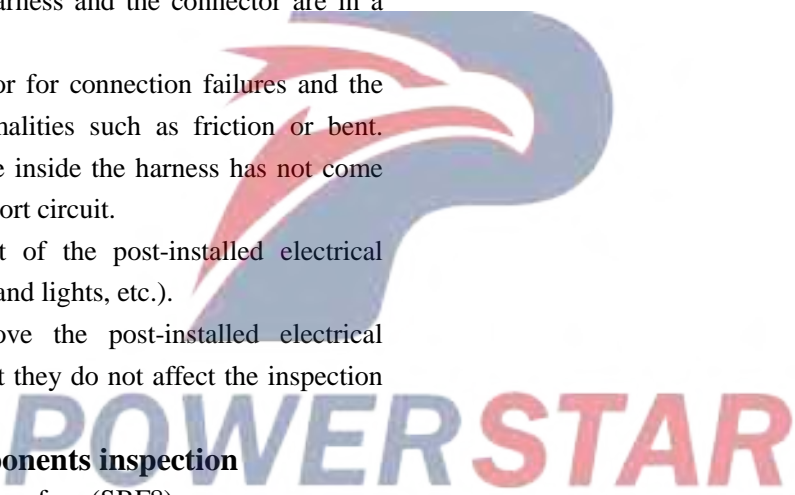 arness and the connector are in a
or for connection failures and the
nalities such as friction or bent.
e inside the harness has not come
ort circuit.
t of the post-installed electrical
and lights, etc.).
ove the post-installed electrical
t they do not affect the inspection
POWERSTAR
ponents inspection